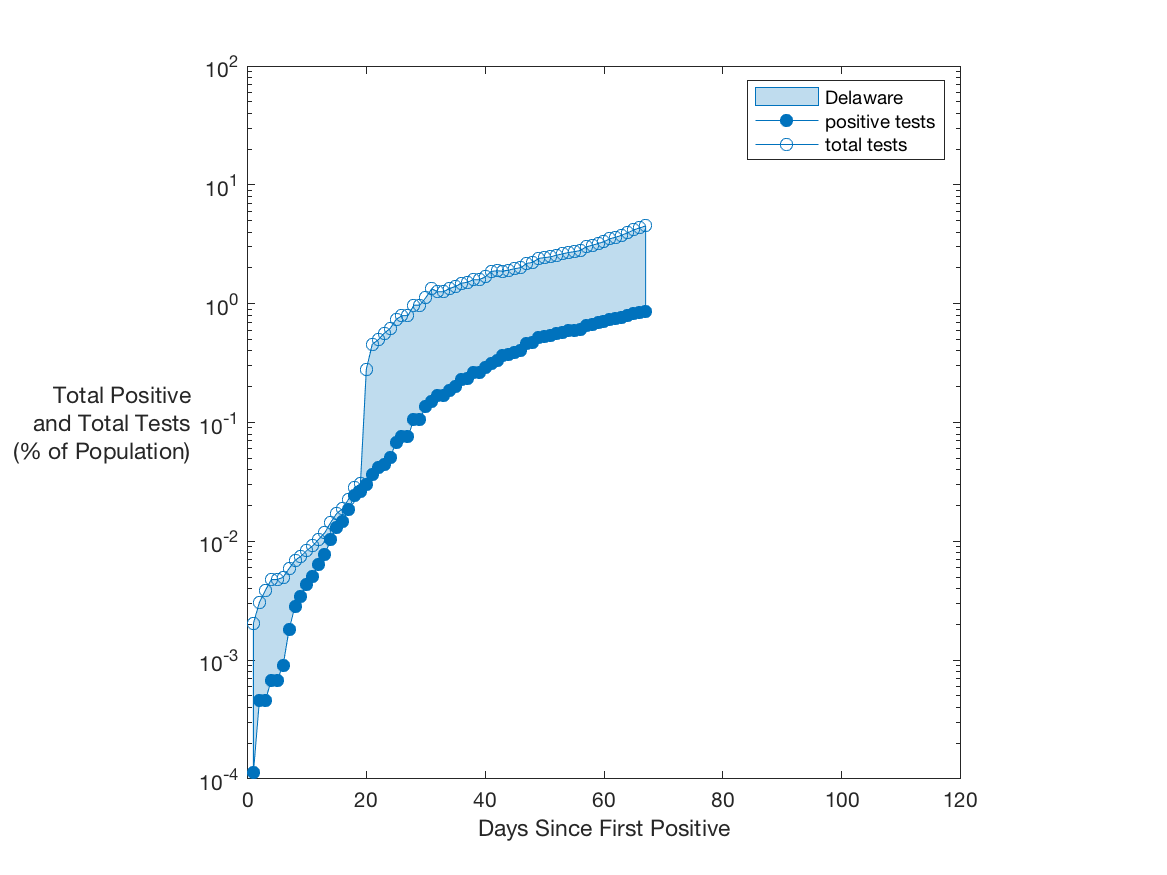 10^2
10^1
10^0
10^-1
10^-2
10^-3
10^-4
Total Positive
and Total Tests
(% of Population)
Delaware
positive tests
total tests
0 20 40 60 80 100 120
Days Since First Positive